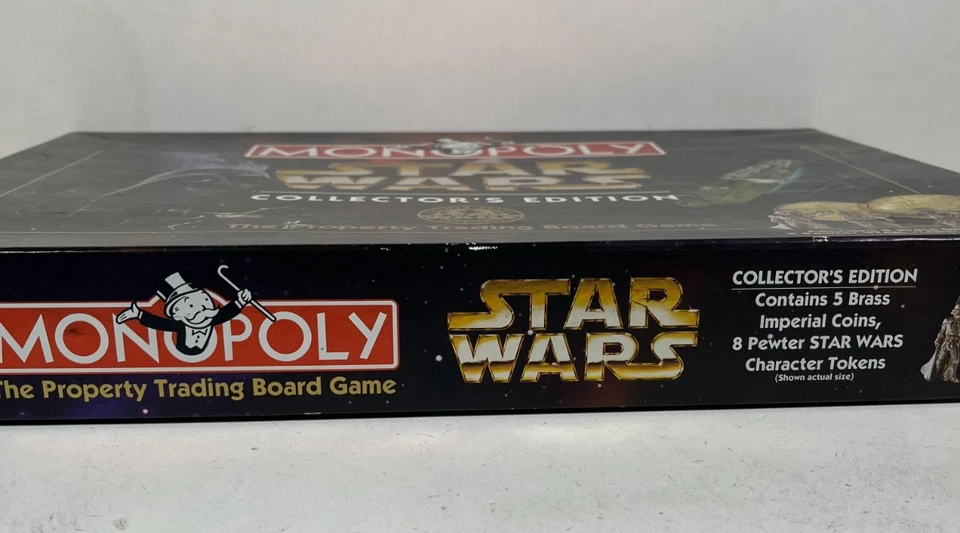 MONOPOLY
STAR
WARS
COLLECTOR'S EDITION
The Property Trading Board Game
MONOPOLY
The Property Trading Board Game
STAR
WARS
COLLECTOR'S EDITION
Contains 5 Brass
Imperial Coins,
8 Pewter STAR WARS
Character Tokens
(Shown actual size)